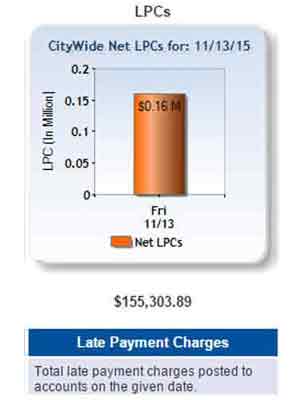 LPCs
CityWide Net LPCs for: 11/13/15
LPC (In Million)
0.2
0.15
0.1
0.05
0
$0.16 M
Fri
11/13
Net LPCs
$155,303.89
Late Payment Charges
Total late payment charges posted to
accounts on the given date.